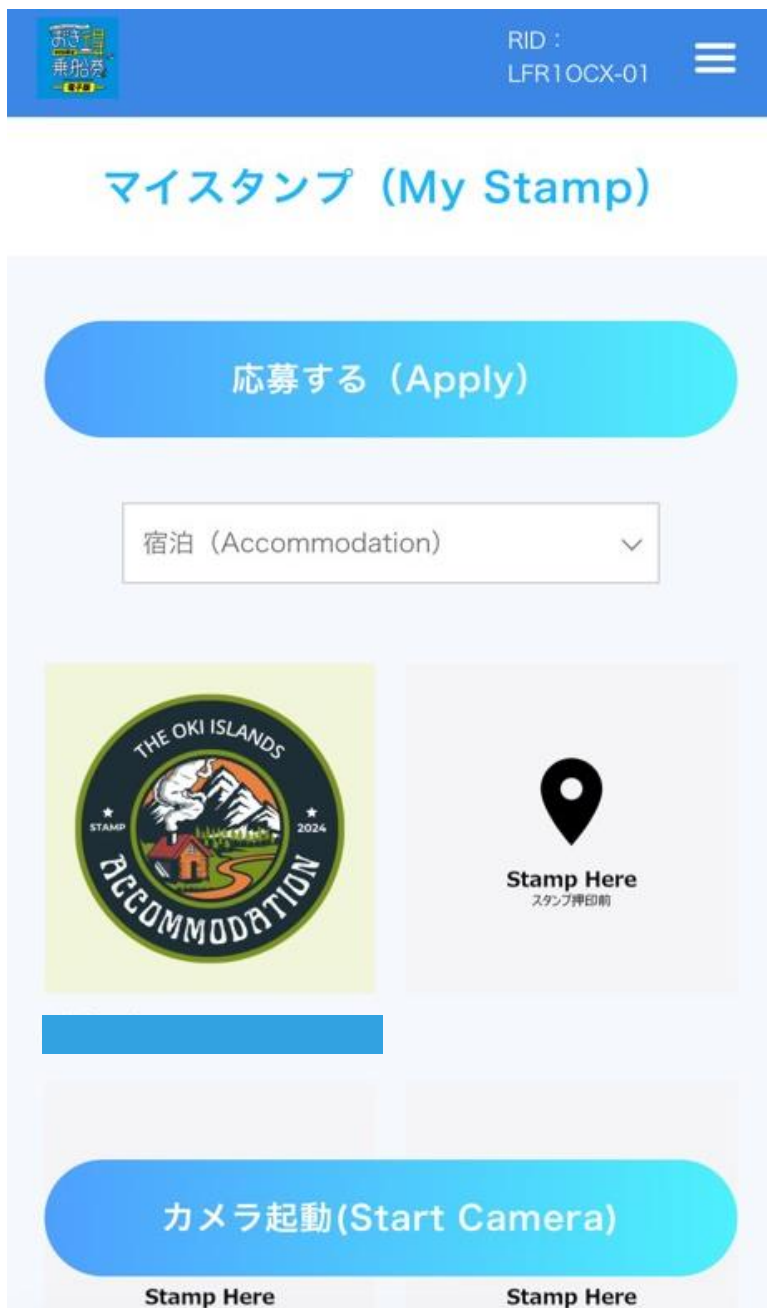 おき得
乗船券
電子版
RID：
LFR1OCX-01
マイスタンプ（My Stamp）
応募する（Apply）
宿泊（Accommodation）
THE OKI ISLANDS
STAMP
2024
ACCOMMODATION
Stamp Here
スタンプ押印前
カメラ起動(Start Camera)
Stamp Here
Stamp Here